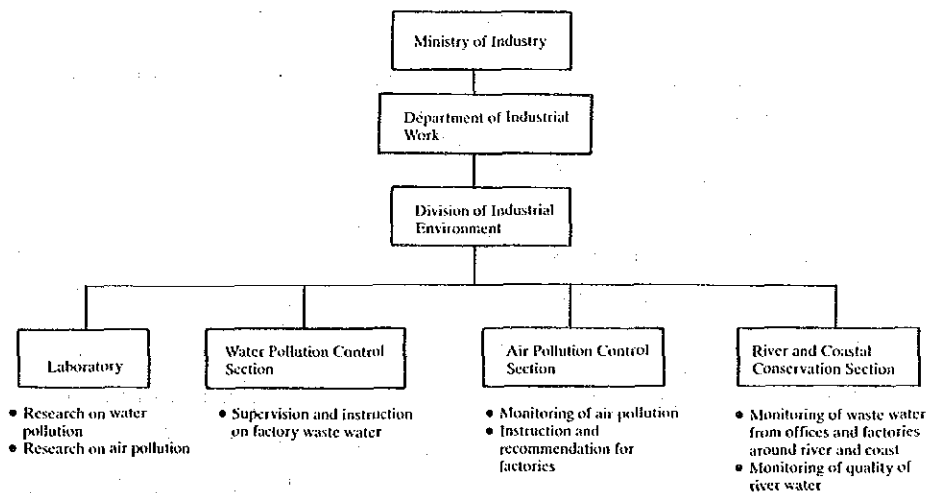 Ministry of Industry
Department of Industrial
Work
Division of Industrial
Environment
Laboratory
• Research on water
pollution
• Research on air pollution
Water Pollution Control
Section
• Supervision and instruction
on factory waste water
Air Pollution Control
Section
• Monitoring of air pollution
• Instruction and
recommendation for
factories
River and Coastal
Conservation Section
• Monitoring of waste water
from offices and factories
around river and coast
• Monitoring of quality of
river water